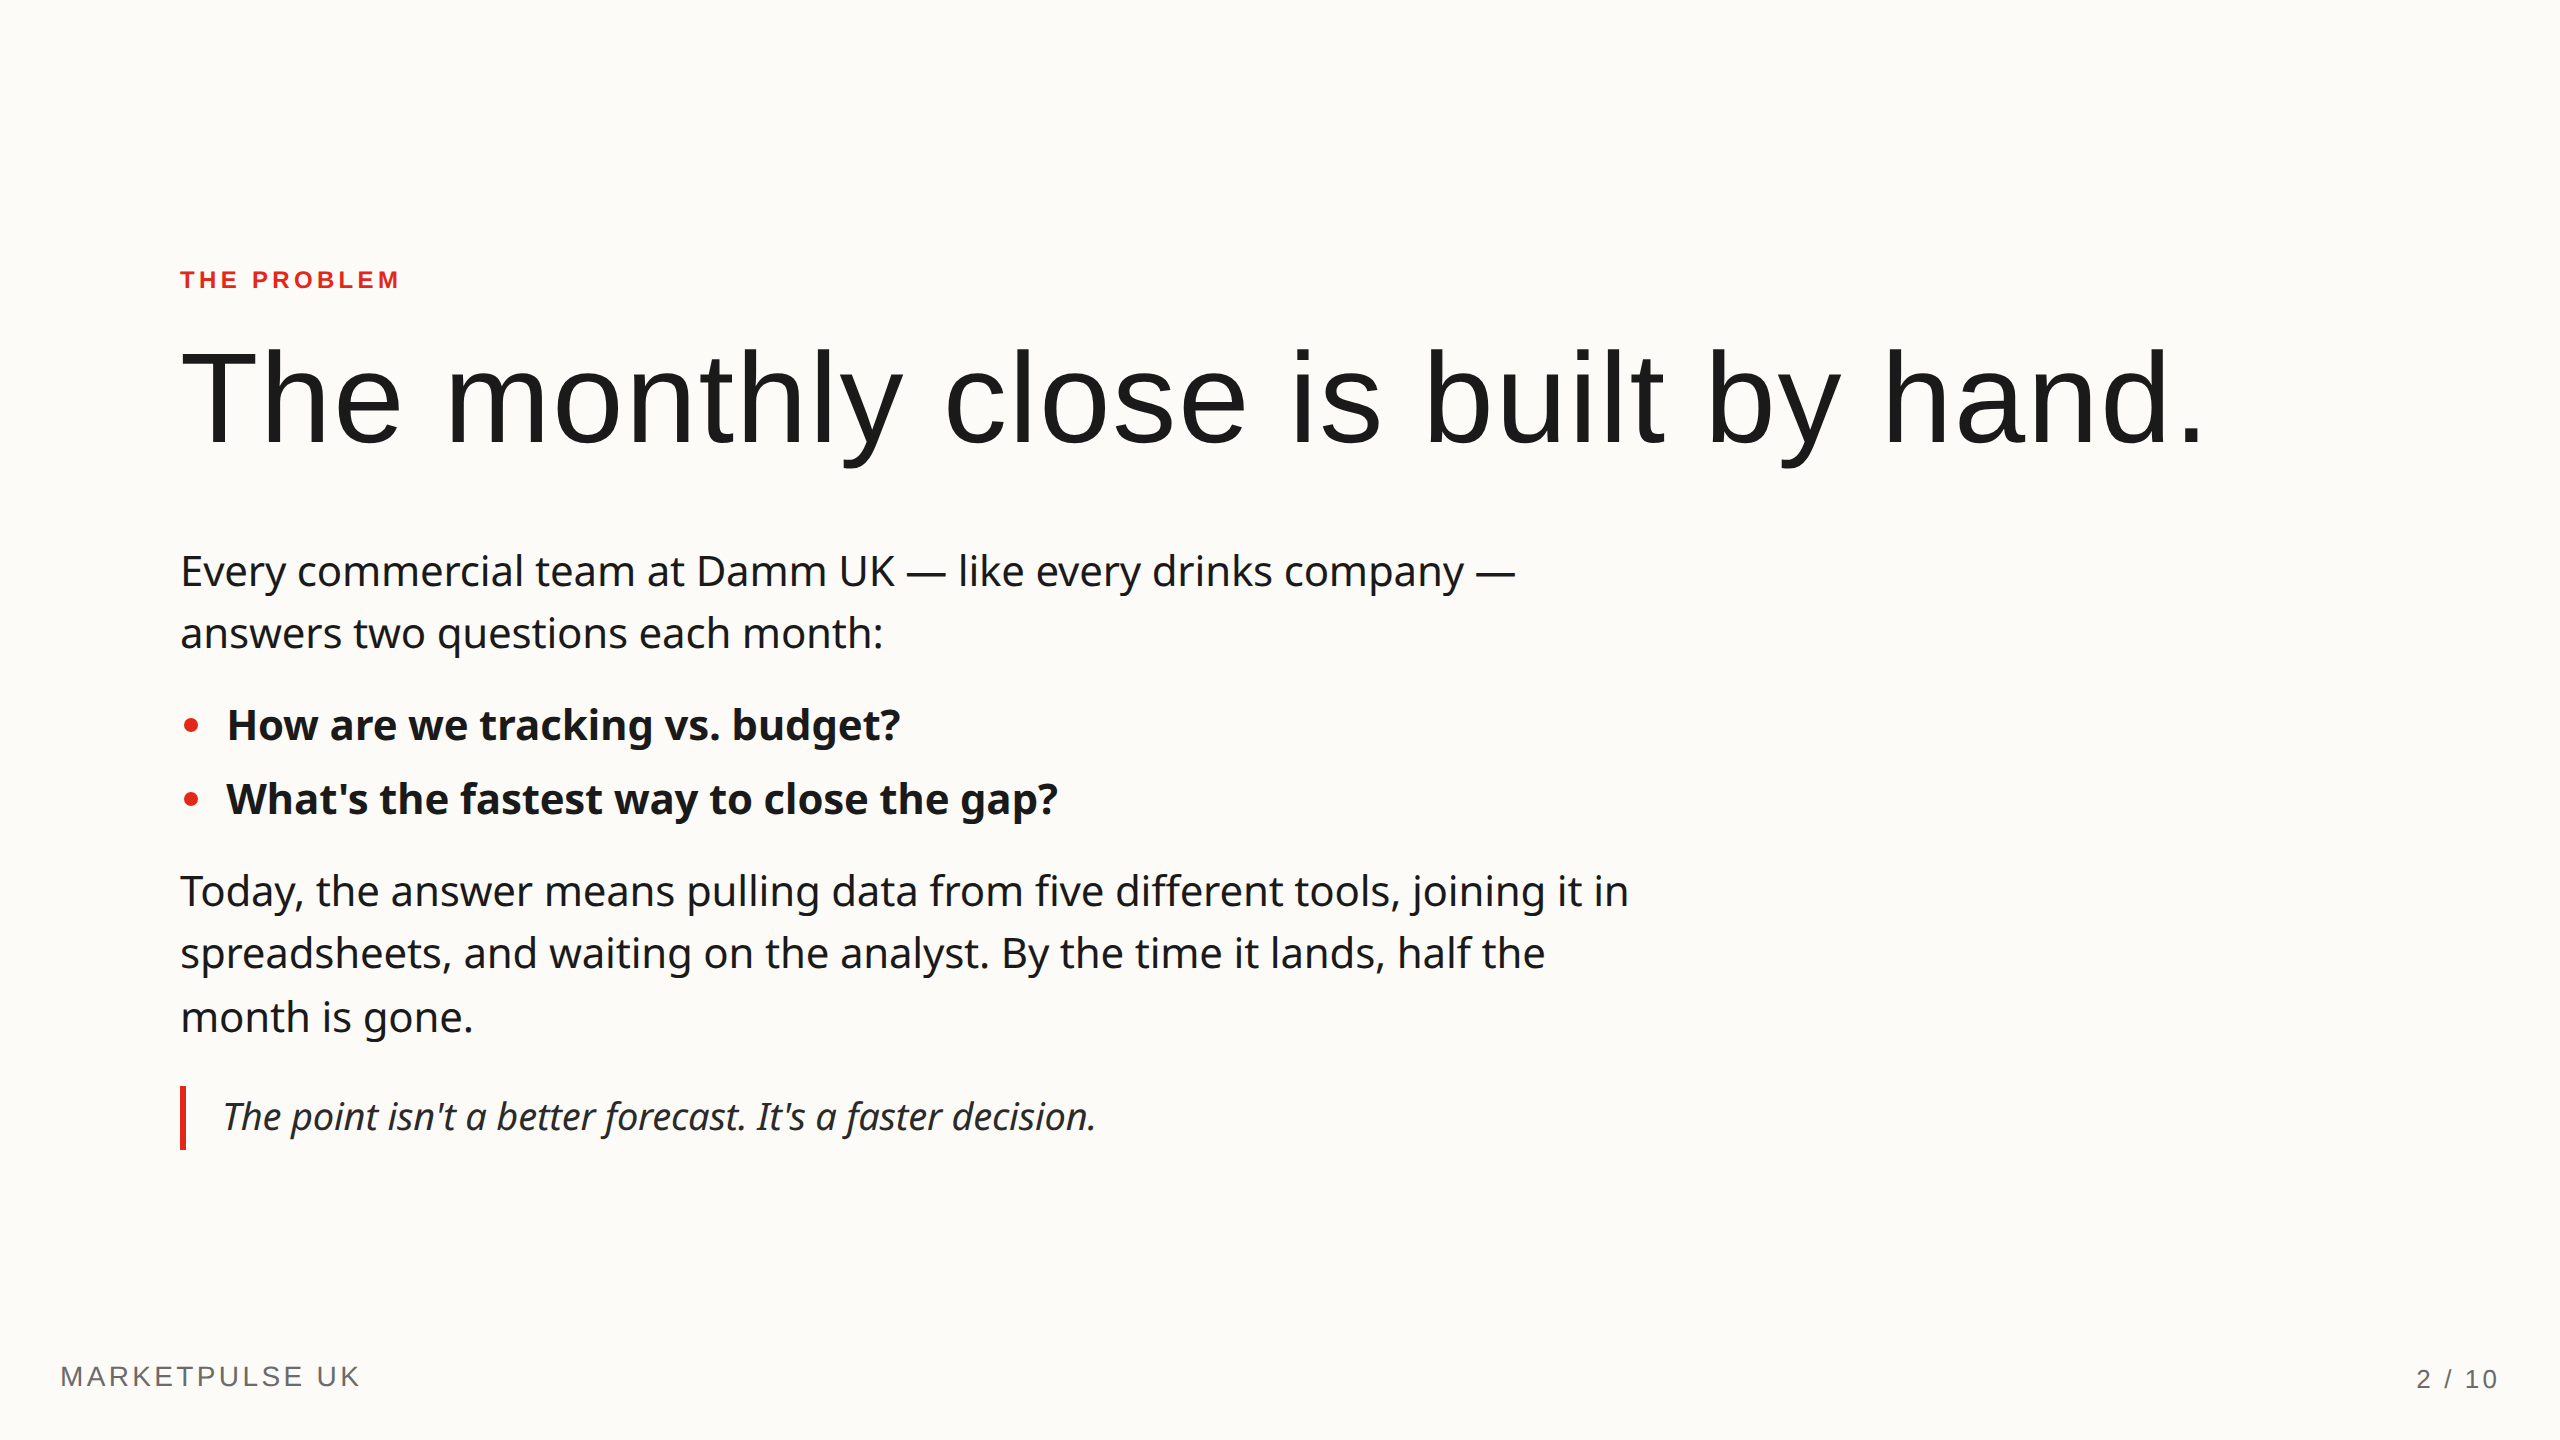 THE PROBLEM
The monthly close is built by hand.
Every commercial team at Damm UK — like every drinks company —
answers two questions each month:
• How are we tracking vs. budget?
• What's the fastest way to close the gap?
Today, the answer means pulling data from five different tools, joining it in
spreadsheets, and waiting on the analyst. By the time it lands, half the
month is gone.
The point isn't a better forecast. It's a faster decision.
MARKETPULSE UK
2 / 10